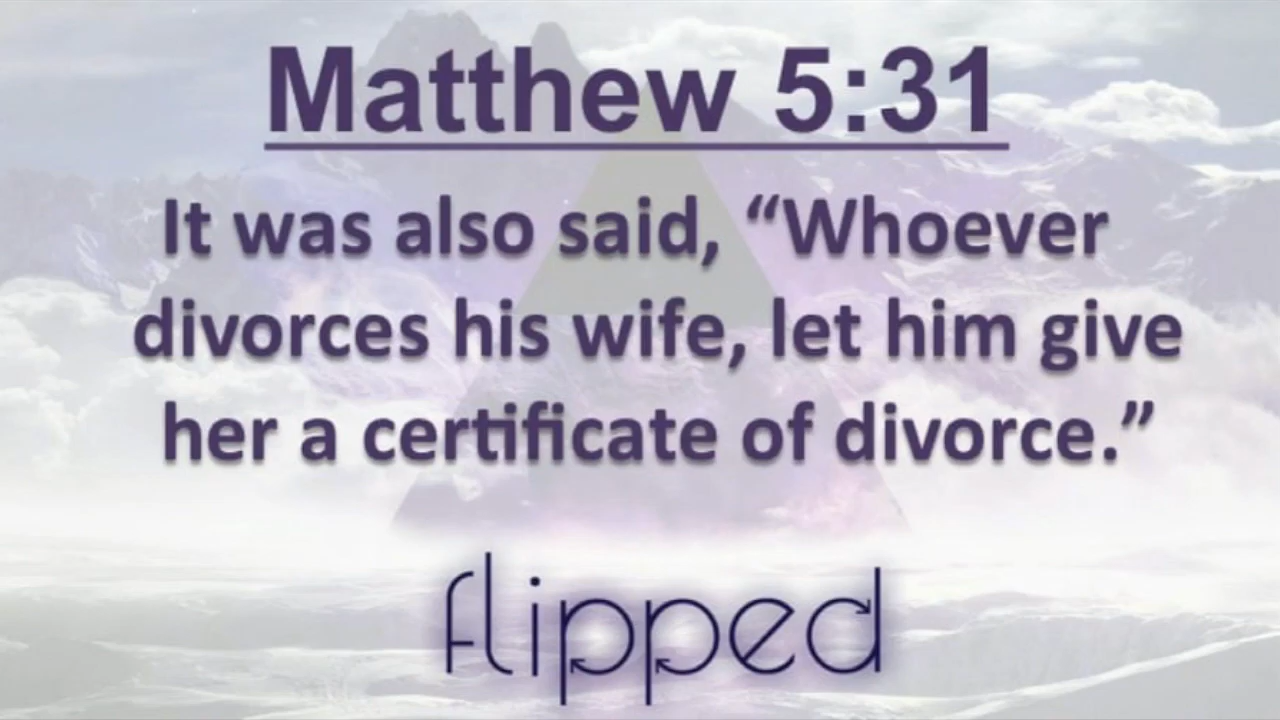 Matthew 5:31
It was also said, “Whoever
divorces his wife, let him give
her a certificate of divorce.”
flipped